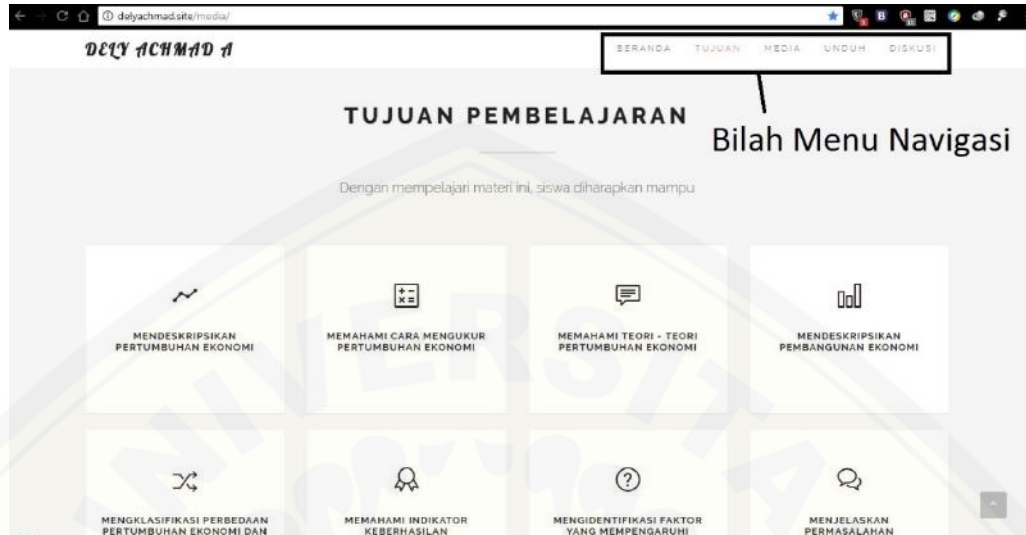 delyachmad.site/media/
DELY ACHMAD A
BERANDA TUJUAN MEDIA UNDUH DISKUSI
TUJUAN PEMBELAJARAN
Bilah Menu Navigasi
Dengan mempelajari materi ini, siswa diharapkan mampu
MENDESKRIPSIKAN
PERTUMBUHAN EKONOMI
MEMAHAMI CARA MENGUKUR
PERTUMBUHAN EKONOMI
MEMAHAMI TEORI - TEORI
PERTUMBUHAN EKONOMI
MENDESKRIPSIKAN
PEMBANGUNAN EKONOMI
MENGKLASIFIKASI PERBEDAAN
PERTUMBUHAN EKONOMI DAN
MEMAHAMI INDIKATOR
KEBERHASILAN
MENGIDENTIFIKASI FAKTOR
YANG MEMPENGARUHI
MENJELASKAN
PERMASALAHAN
UNIVERSITA